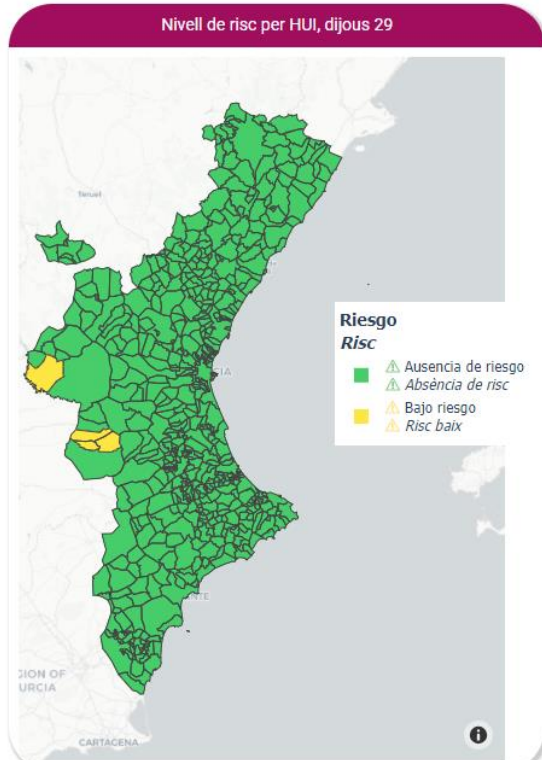 Nivell de risc per HUI, dijous 29
Teruel
Riesgo
Risc
Ausencia de riesgo
Absència de risc
Bajo riesgo
Risc baix
CARTAGENA